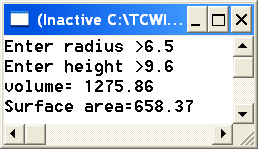 (Inactive C:\TCWI...
Enter radius >6.5
Enter height >9.6
volume= 1275.86
Surface area=658.37